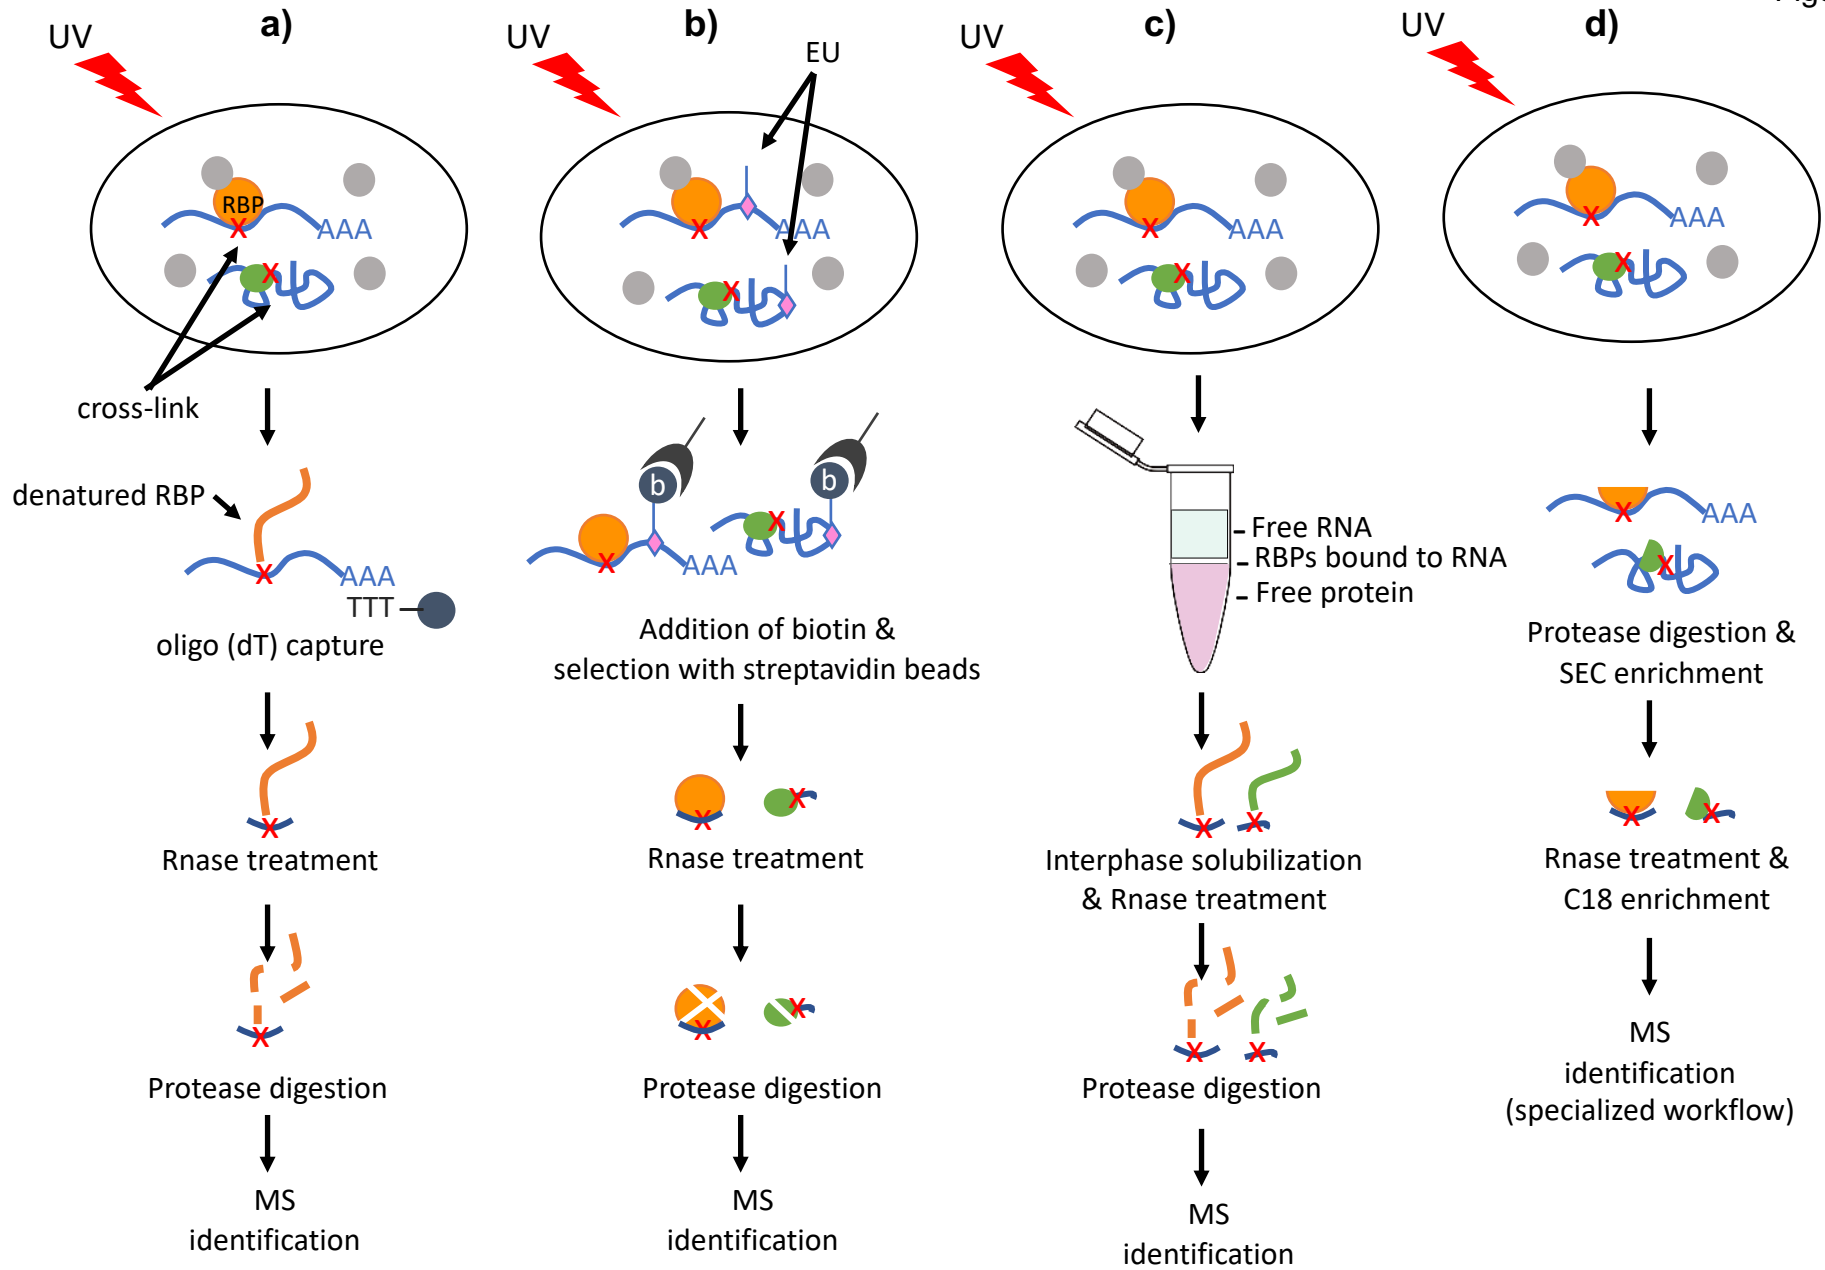 a)
UV
RBP
X
AAA
X
cross-link
denatured RBP
X
AAA
TTT
oligo (dT) capture
X
Rnase treatment
X
Protease digestion
MS
identification
b)
UV
EU
X
AAA
X
b
b
X
X
AAA
Addition of biotin &
selection with streptavidin beads
X
X
Rnase treatment
X
X
Protease digestion
MS
identification
c)
UV
X
AAA
X
Free RNA
RBPs bound to RNA
Free protein
X
X
Interphase solubilization
& Rnase treatment
X
X
Protease digestion
MS
identification
d)
UV
X
AAA
X
X
AAA
X
Protease digestion &
SEC enrichment
X
X
Rnase treatment &
C18 enrichment
MS
identification
(specialized workflow)